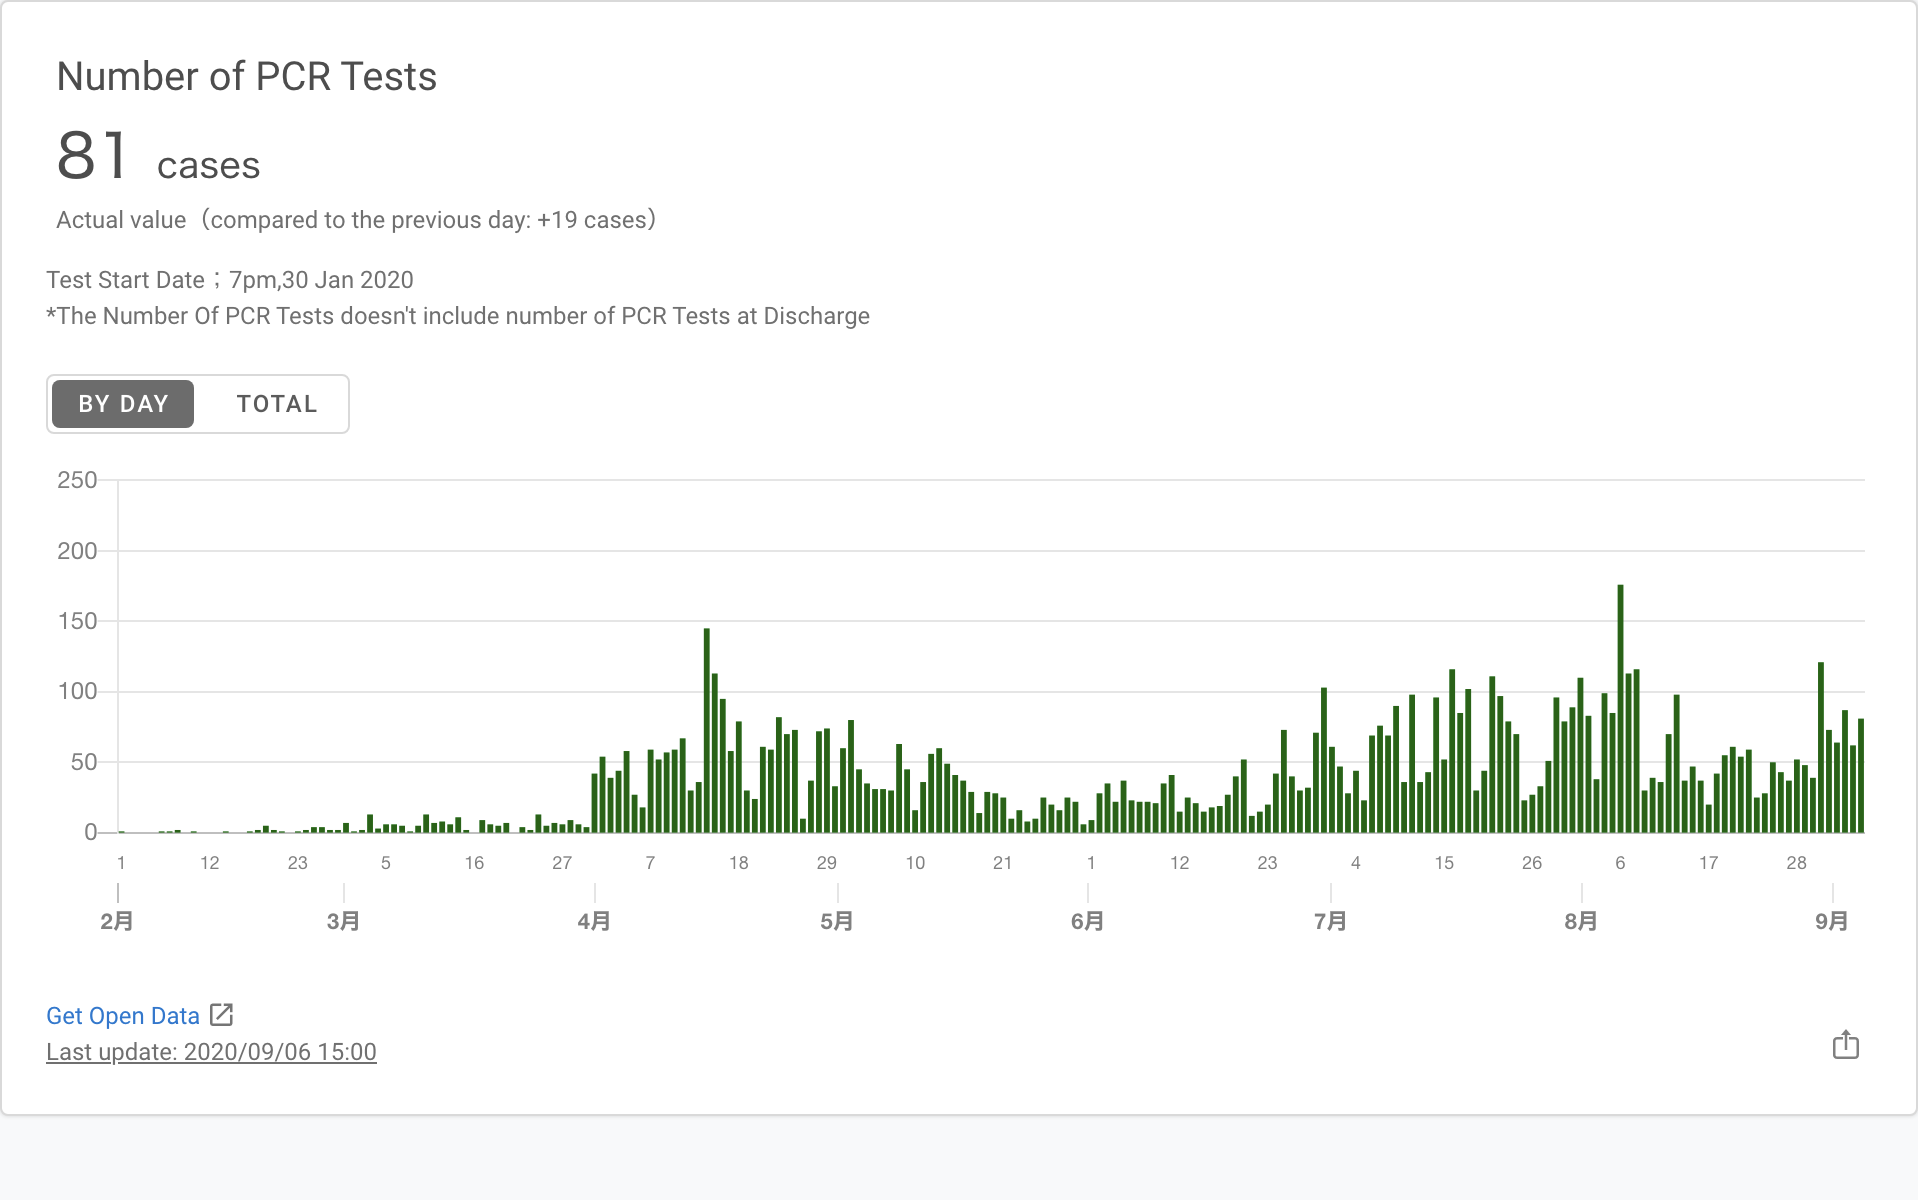 Number of PCR Tests
81 cases
Actual value（compared to the previous day: +19 cases）
Test Start Date；7pm,30 Jan 2020
*The Number Of PCR Tests doesn't include number of PCR Tests at Discharge
BY DAY TOTAL
250
200
150
100
50
0
1 12 23 5 16 27 7 18 29 10 21 1 12 23 4 15 26 6 17 28
2月 3月 4月 5月 6月 7月 8月 9月
Get Open Data
Last update: 2020/09/06 15:00